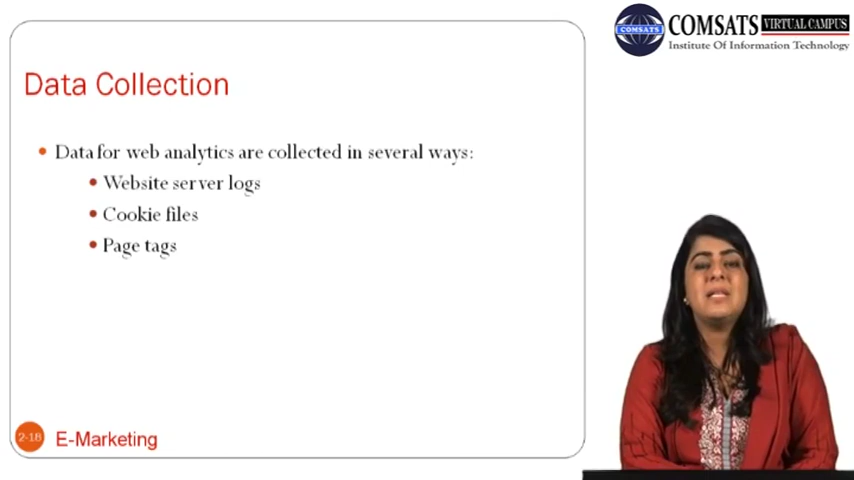 COMSATS VIRTUAL CAMPUS
COMSATS
Institute Of Information Technology
Data Collection
• Data for web analytics are collected in several ways:
• Website server logs
• Cookie files
• Page tags
2-18
E-Marketing